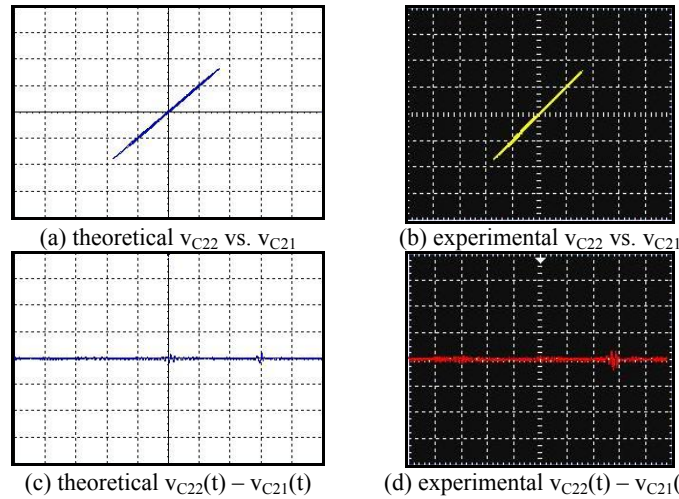 (a) theoretical vC22 vs. vC21
(b) experimental vC22 vs. vC21
(c) theoretical vC22(t) – vC21(t)
(d) experimental vC22(t) – vC21(